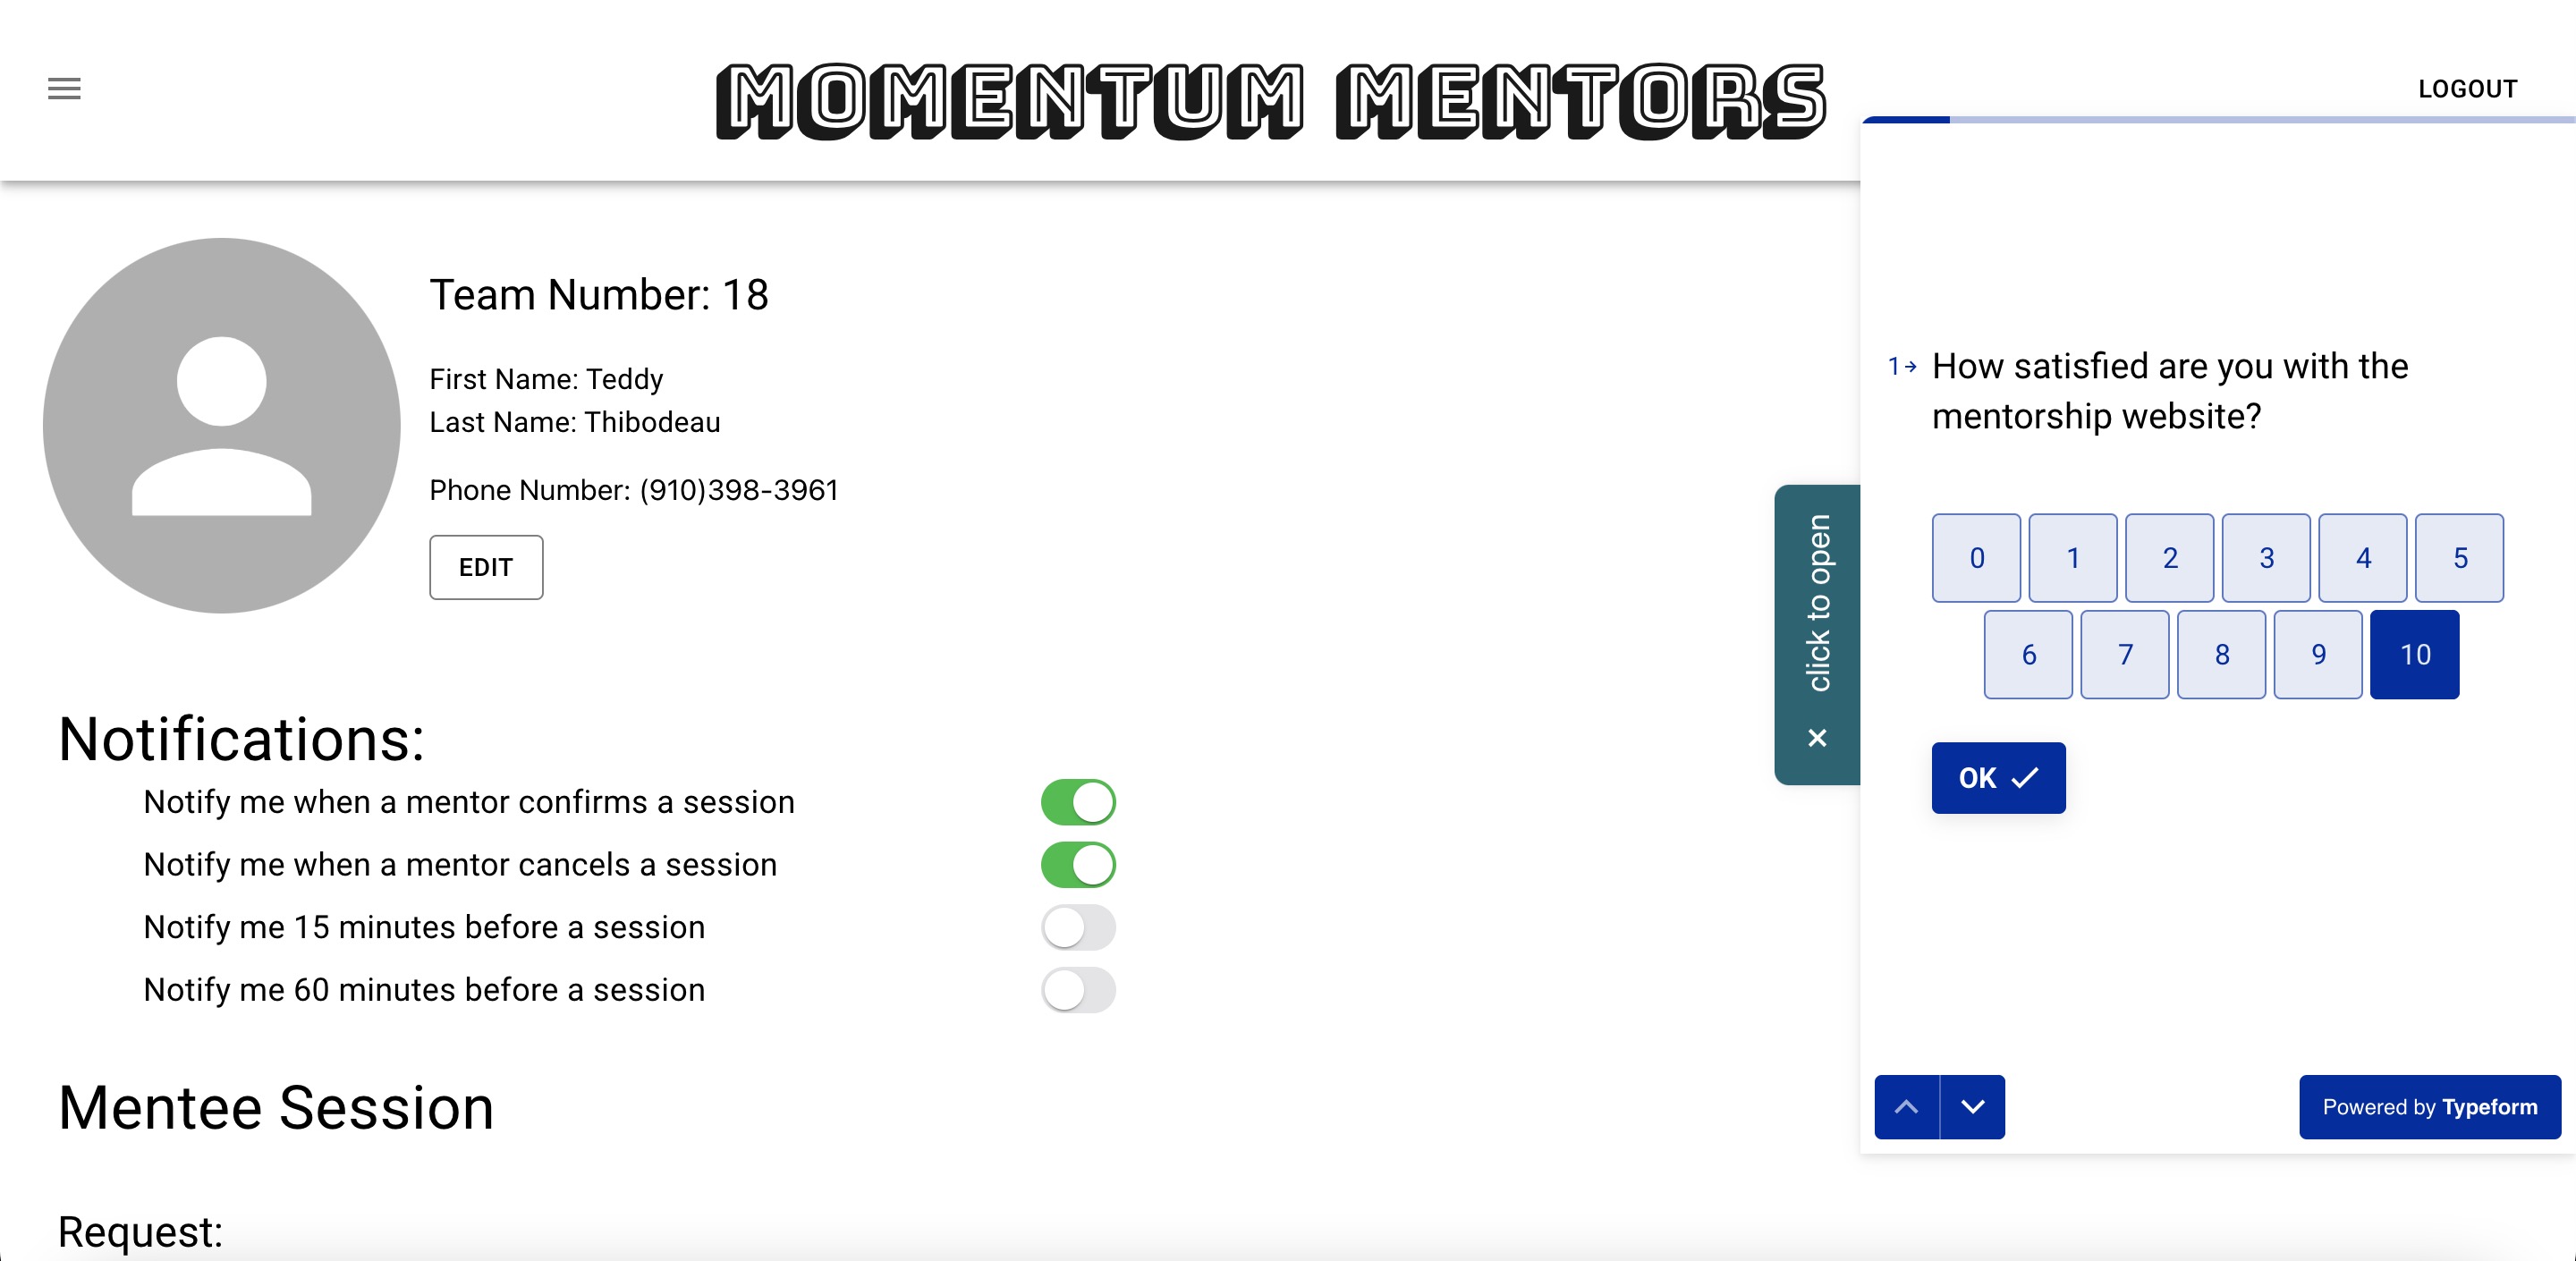 MOMENTUM MENTORS
LOGOUT
Team Number: 18
First Name: Teddy
Last Name: Thibodeau
Phone Number: (910)398-3961
EDIT
Notifications:
Notify me when a mentor confirms a session
Notify me when a mentor cancels a session
Notify me 15 minutes before a session
Notify me 60 minutes before a session
Mentee Session
Request:
click to open
1 How satisfied are you with the
mentorship website?
0 1 2 3 4 5
6 7 8 9 10
OK
Powered by Typeform